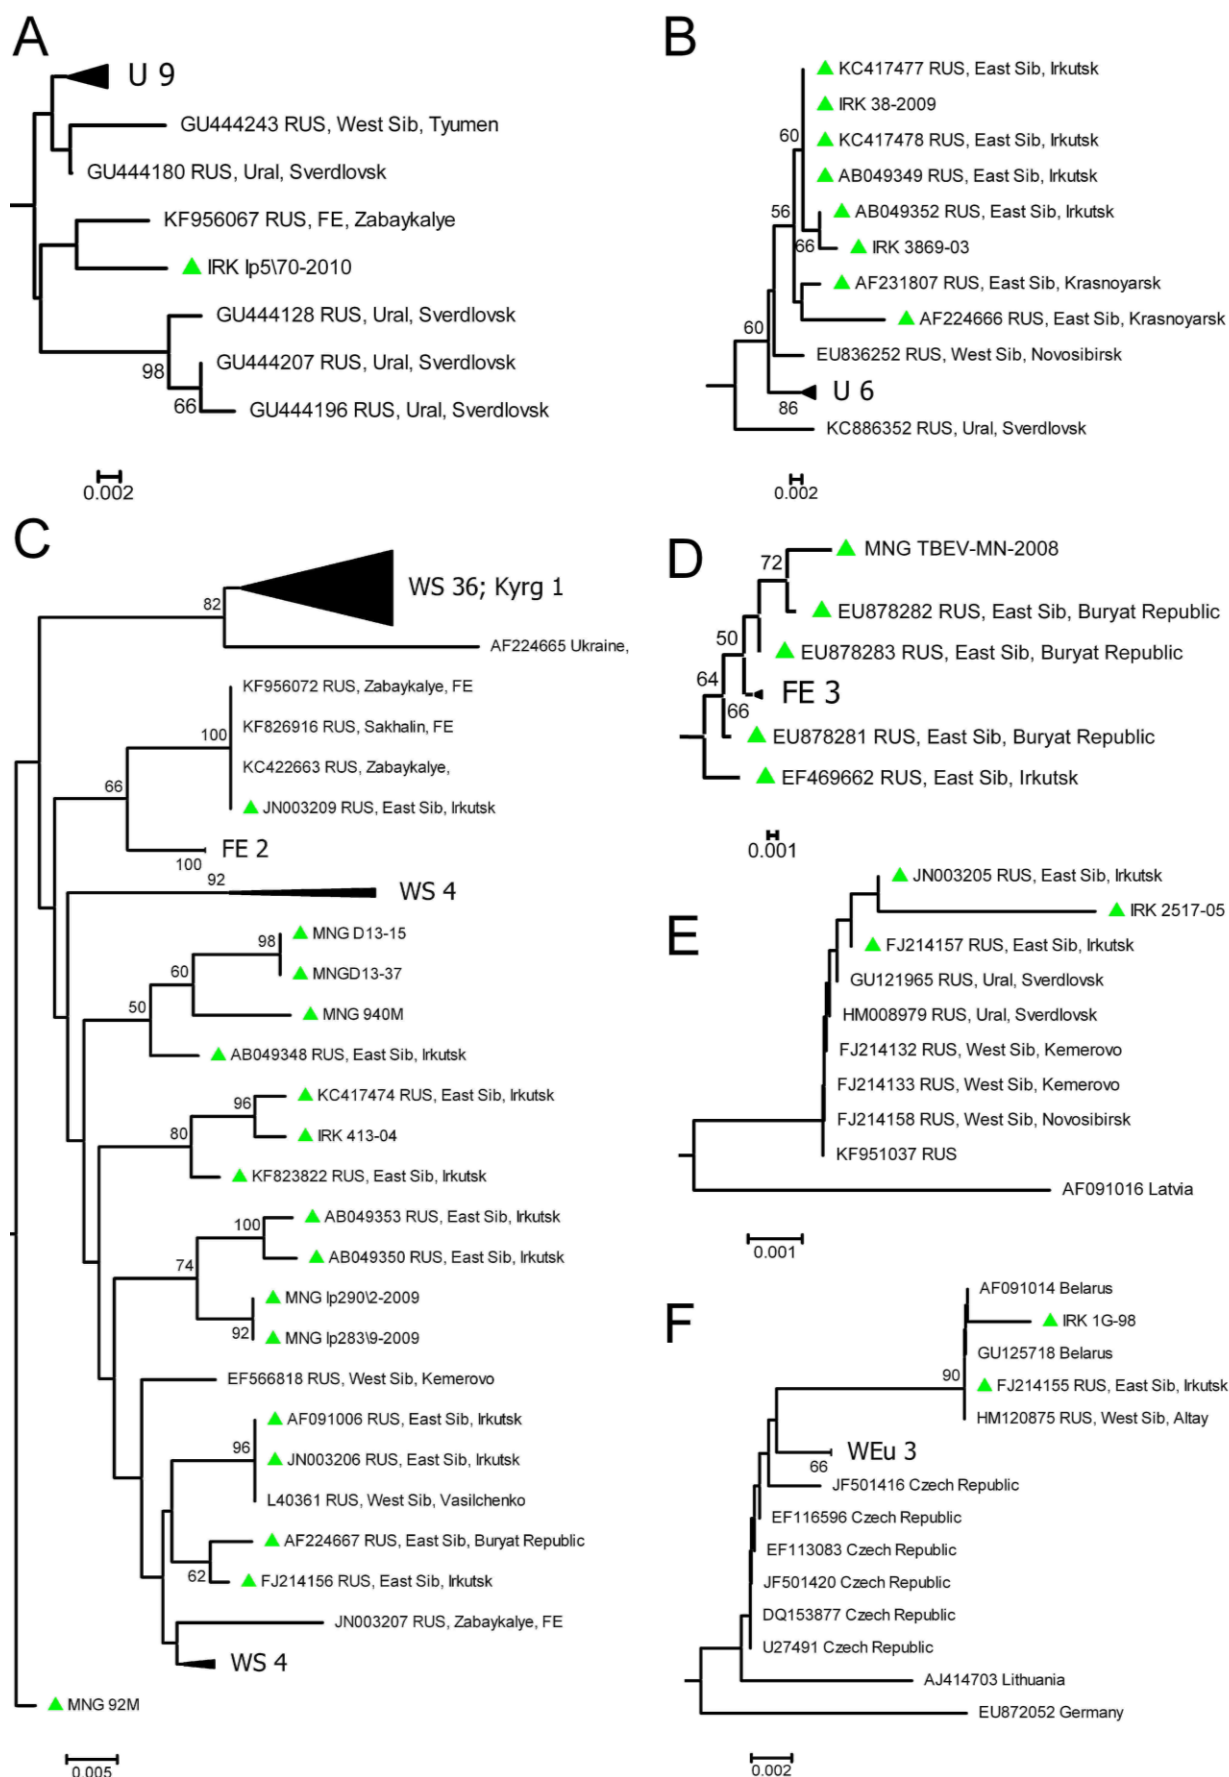 A
U 9
GU444243 RUS, West Sib, Tyumen
GU444180 RUS, Ural, Sverdlovsk
KF956067 RUS, FE, Zabaykalye
IRK lp5\70-2010
GU444128 RUS, Ural, Sverdlovsk
98
GU444207 RUS, Ural, Sverdlovsk
66
GU444196 RUS, Ural, Sverdlovsk
0.002
B
KC417477 RUS, East Sib, Irkutsk
IRK 38-2009
60
KC417478 RUS, East Sib, Irkutsk
AB049349 RUS, East Sib, Irkutsk
56
AB049352 RUS, East Sib, Irkutsk
66
IRK 3869-03
AF231807 RUS, East Sib, Krasnoyarsk
AF224666 RUS, East Sib, Krasnoyarsk
60
EU836252 RUS, West Sib, Novosibirsk
U 6
86
KC886352 RUS, Ural, Sverdlovsk
0.002
C
WS 36; Kyrg 1
82
AF224665 Ukraine,
KF956072 RUS, Zabaykalye, FE
KF826916 RUS, Sakhalin, FE
100
KC422663 RUS, Zabaykalye,
66
JN003209 RUS, East Sib, Irkutsk
FE 2
100
92
WS 4
MNG D13-15
98
MNGD13-37
60
MNG 940M
50
AB049348 RUS, East Sib, Irkutsk
KC417474 RUS, East Sib, Irkutsk
96
IRK 413-04
80
KF823822 RUS, East Sib, Irkutsk
AB049353 RUS, East Sib, Irkutsk
100
AB049350 RUS, East Sib, Irkutsk
74
MNG lp290\2-2009
92
MNG lp283\9-2009
EF566818 RUS, West Sib, Kemerovo
AF091006 RUS, East Sib, Irkutsk
96
JN003206 RUS, East Sib, Irkutsk
L40361 RUS, West Sib, Vasilchenko
AF224667 RUS, East Sib, Buryat Republic
62
FJ214156 RUS, East Sib, Irkutsk
JN003207 RUS, Zabaykalye, FE
WS 4
MNG 92M
0.005
D
MNG TBEV-MN-2008
72
EU878282 RUS, East Sib, Buryat Republic
50
EU878283 RUS, East Sib, Buryat Republic
64
FE 3
66
EU878281 RUS, East Sib, Buryat Republic
EF469662 RUS, East Sib, Irkutsk
0.001
E
JN003205 RUS, East Sib, Irkutsk
IRK 2517-05
FJ214157 RUS, East Sib, Irkutsk
GU121965 RUS, Ural, Sverdlovsk
HM008979 RUS, Ural, Sverdlovsk
FJ214132 RUS, West Sib, Kemerovo
FJ214133 RUS, West Sib, Kemerovo
FJ214158 RUS, West Sib, Novosibirsk
KF951037 RUS
AF091016 Latvia
0.001
F
AF091014 Belarus
IRK 1G-98
GU125718 Belarus
90
FJ214155 RUS, East Sib, Irkutsk
HM120875 RUS, West Sib, Altay
WEu 3
66
JF501416 Czech Republic
EF116596 Czech Republic
EF113083 Czech Republic
JF501420 Czech Republic
DQ153877 Czech Republic
U27491 Czech Republic
AJ414703 Lithuania
EU872052 Germany
0.002